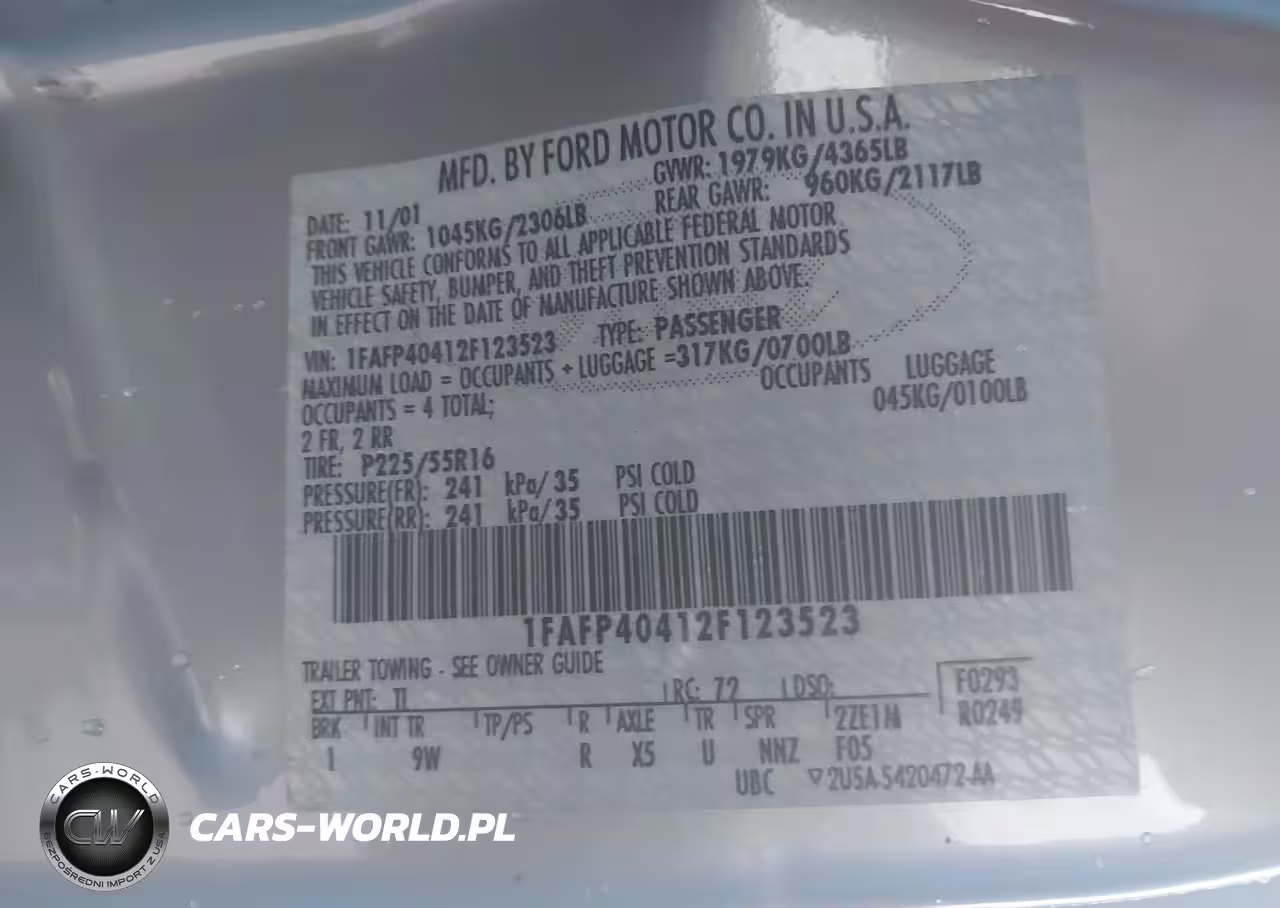 MFD. BY FORD MOTOR CO. IN U.S.A.
DATE: 11/01 GVWR: 1979KG/4365LB
FRONT GAWR: 1045KG/2306LB REAR GAWR: 960KG/2117LB
THIS VEHICLE CONFORMS TO ALL APPLICABLE FEDERAL MOTOR
VEHICLE SAFETY, BUMPER, AND THEFT PREVENTION STANDARDS
IN EFFECT ON THE DATE OF MANUFACTURE SHOWN ABOVE.
VIN: 1FAFP40412F123523 TYPE: PASSENGER
MAXIMUM LOAD = OCCUPANTS + LUGGAGE =317KG/0700LB
OCCUPANTS = 4 TOTAL; OCCUPANTS LUGGAGE
2 FR, 2 RR 045KG/0100LB
TIRE: P225/55R16
PRESSURE(FR): 241 kPa/ 35 PSI COLD
PRESSURE(RR): 241 kPa/ 35 PSI COLD
1FAFP40412F123523
TRAILER TOWING - SEE OWNER GUIDE
EXT PNT: TL RC: 72 DSO: F0293
BRK INT TR TP/PS R AXLE TR SPR 2ZE1M R0249
1 9W R X5 U NNZ F05
UBC ▽2U5A-5420472-AA
CARS-WORLD
CW
BEZPOŚREDNI IMPORT Z USA
CARS-WORLD.PL